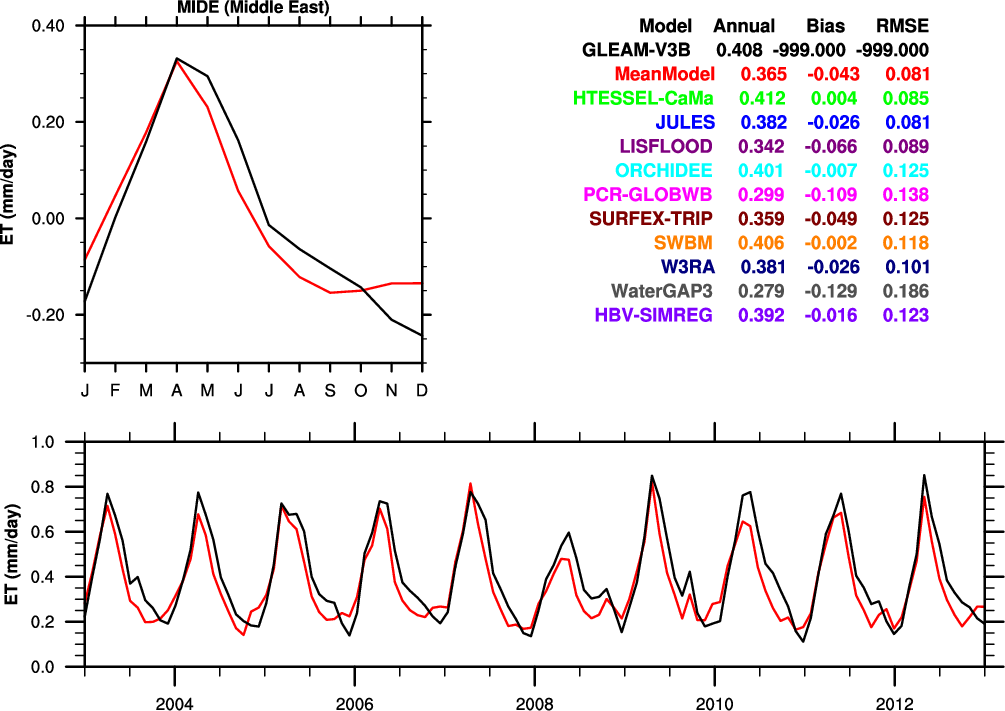 MIDE (Middle East)
0.40
0.20
0.00
-0.20
ET (mm/day)
J F M A M J J A S O N D
Model Annual Bias RMSE
GLEAM-V3B 0.408 -999.000 -999.000
MeanModel 0.365 -0.043 0.081
HTESSEL-CaMa 0.412 0.004 0.085
JULES 0.382 -0.026 0.081
LISFLOOD 0.342 -0.066 0.089
ORCHIDEE 0.401 -0.007 0.125
PCR-GLOBWB 0.299 -0.109 0.138
SURFEX-TRIP 0.359 -0.049 0.125
SWBM 0.406 -0.002 0.118
W3RA 0.381 -0.026 0.101
WaterGAP3 0.279 -0.129 0.186
HBV-SIMREG 0.392 -0.016 0.123
1.0
0.8
0.6
0.4
0.2
0.0
ET (mm/day)
2004 2006 2008 2010 2012